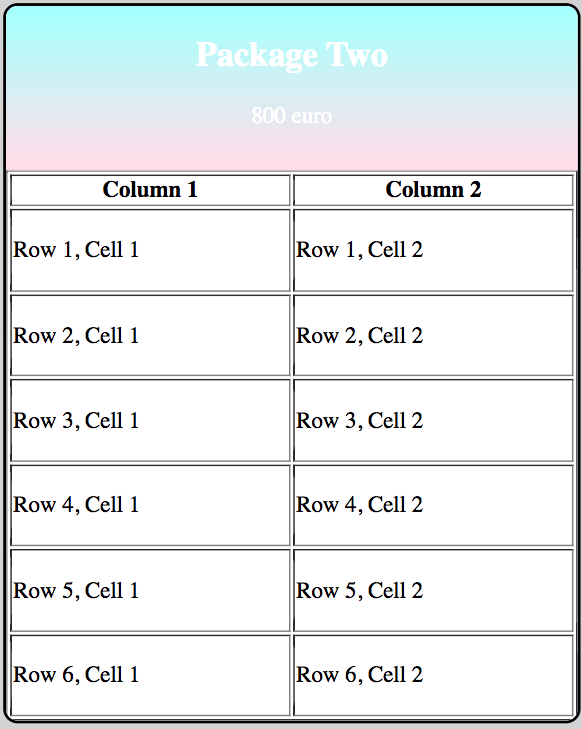 Package Two
800 euro
Column 1 Column 2
Row 1, Cell 1 Row 1, Cell 2
Row 2, Cell 1 Row 2, Cell 2
Row 3, Cell 1 Row 3, Cell 2
Row 4, Cell 1 Row 4, Cell 2
Row 5, Cell 1 Row 5, Cell 2
Row 6, Cell 1 Row 6, Cell 2